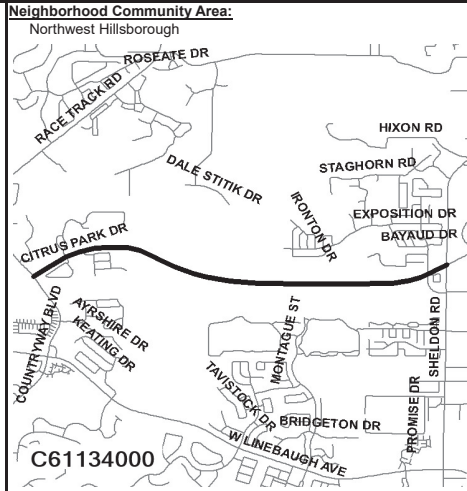 Neighborhood Community Area:
Northwest Hillsborough
ROSEATE DR
RACE TRACK RD
HIXON RD
STAGHORN RD
DALE STITIK DR
IRONTON DR
EXPOSITION DR
BAYAUD DR
CITRUS PARK DR
COUNTRYWAY BLVD
AYRSHIRE DR
KEATING DR
MONTAGUE ST
SHELDON RD
TAVISTOCK DR
BRIDGETON DR
PROMISE DR
W LINEBAUGH AVE
C61134000